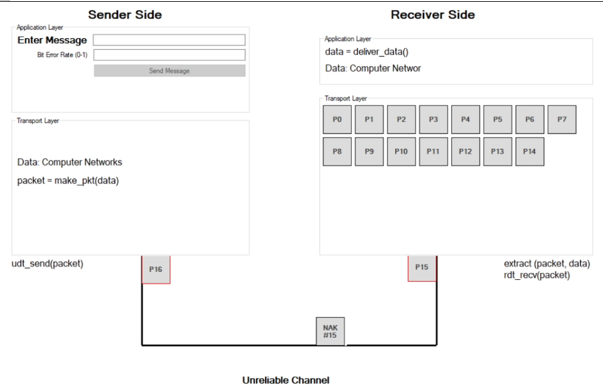 Sender Side
Application Layer
Enter Message
Bit Error Rate (0-1)
Send Message
Transport Layer
Data: Computer Networks
packet = make_pkt(data)
udt_send(packet)
P16
Receiver Side
Application Layer
data = deliver_data()
Data: Computer Networ
Transport Layer
P0 P1 P2 P3 P4 P5 P6 P7
P8 P9 P10 P11 P12 P13 P14
P15
extract (packet, data)
rdt_recv(packet)
NAK
#15
Unreliable Channel